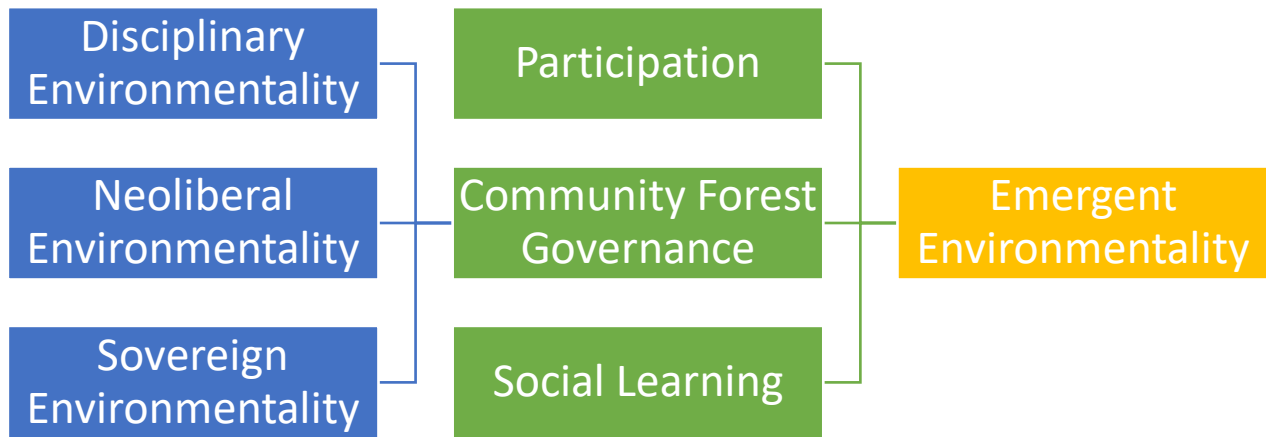 Disciplinary
Environmentality
Neoliberal
Environmentality
Sovereign
Environmentality
Participation
Community Forest
Governance
Social Learning
Emergent
Environmentality